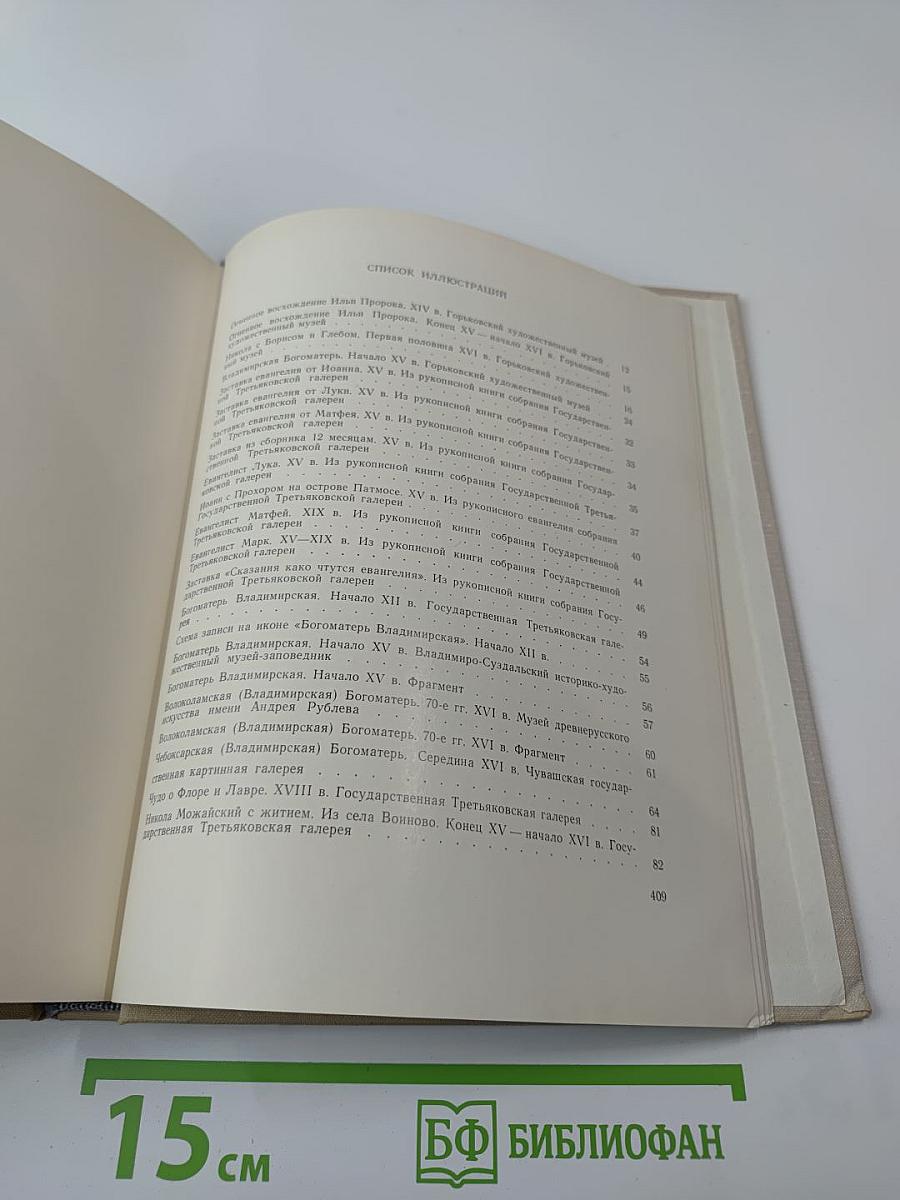 СПИСОК ИЛЛЮСТРАЦИЙ
Огненное восхождение Ильи Пророка. XIV в. Горьковский художественный музей 12
Огненное восхождение Ильи Пророка. Конец XV — начало XVI в. Горьковский
художественный музей . . . 15
Никола с Борисом и Глебом. Первая половина XVI в. Горьковский художествен-
ный музей . . . 16
Владимирская Богоматерь. Начало XV в. Горьковский художественный музей . 24
Заставка евангелия от Иоанна. XV в. Из рукописной книги собрания Государствен-
ной Третьяковской галереи . . . 32
Заставка евангелия от Луки. XV в. Из рукописной книги собрания Государствен-
ной Третьяковской галереи . . . 33
Заставка евангелия от Матфея. XV в. Из рукописной книги собрания Государствен-
ной Третьяковской галереи . . . 34
Заставка из сборника 12 месяцам. XV в. Из рукописной книги собрания Государ-
ственной Третьяковской галереи . . . 35
Евангелист Лука. XV в. Из рукописной книги собрания Государственной Третья-
ковской галереи . . . 37
Иоанн с Прохором на острове Патмосе. XV в. Из рукописного евангелия собрания
Государственной Третьяковской галереи . . . 40
Евангелист Матфей. XIX в. Из рукописной книги собрания Государственной
Третьяковской галереи . . . 44
Евангелист Марк. XV—XIX в. Из рукописной книги собрания Государственной
Третьяковской галереи . . . 46
Заставка «Сказания како чтутся евангелия». Из рукописной книги собрания Госу-
дарственной Третьяковской галереи . . . 49
Богоматерь Владимирская. Начало XII в. Государственная Третьяковская гале-
рея . . . 54
Схема записи на иконе «Богоматерь Владимирская». Начало XII в. . . . 55
Богоматерь Владимирская. Начало XV в. Владимиро-Суздальский историко-худо-
жественный музей-заповедник . . . 56
Богоматерь Владимирская. Начало XV в. Фрагмент . . . 57
Волоколамская (Владимирская) Богоматерь. 70-е гг. XVI в. Музей древнерусского
искусства имени Андрея Рублева . . . 60
Волоколамская (Владимирская) Богоматерь. 70-е гг. XVI в. Фрагмент . . . 61
Чебоксарская (Владимирская) Богоматерь. Середина XVI в. Чувашская государ-
ственная картинная галерея . . . 64
Чудо о Флоре и Лавре. XVIII в. Государственная Третьяковская галерея . . . 81
Никола Можайский с житием. Из села Воиново. Конец XV — начало XVI в. Госу-
дарственная Третьяковская галерея . . . 82
409
15 см
БФ БИБЛИОФАН